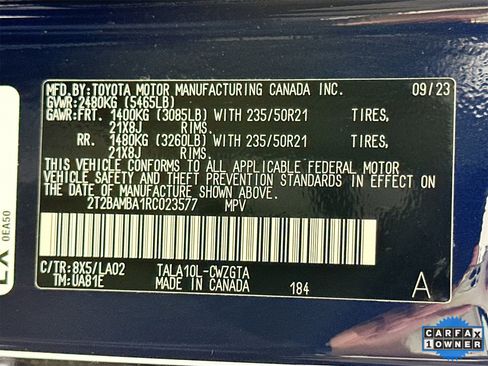 MFD.BY:TOYOTA MOTOR MANUFACTURING CANADA INC. 09/23
GVWR:2480KG (5465LB)
GAWR:FRT. 1400KG (3085LB) WITH 235/50R21 TIRES,
21X8J RIMS.
RR. 1480KG (3260LB) WITH 235/50R21 TIRES,
21X8J RIMS.
THIS VEHICLE CONFORMS TO ALL APPLICABLE FEDERAL MOTOR
VEHICLE SAFETY AND THEFT PREVENTION STANDARDS IN EFFECT ON
THE DATE OF MANUFACTURE SHOWN ABOVE.
2T2BAMBA1RC023577 MPV
C/TR:8X5/LA02 TALA10L-CWZGTA
TM:UA81E MADE IN CANADA 184 A
0EA50
CARFAX
1 OWNER